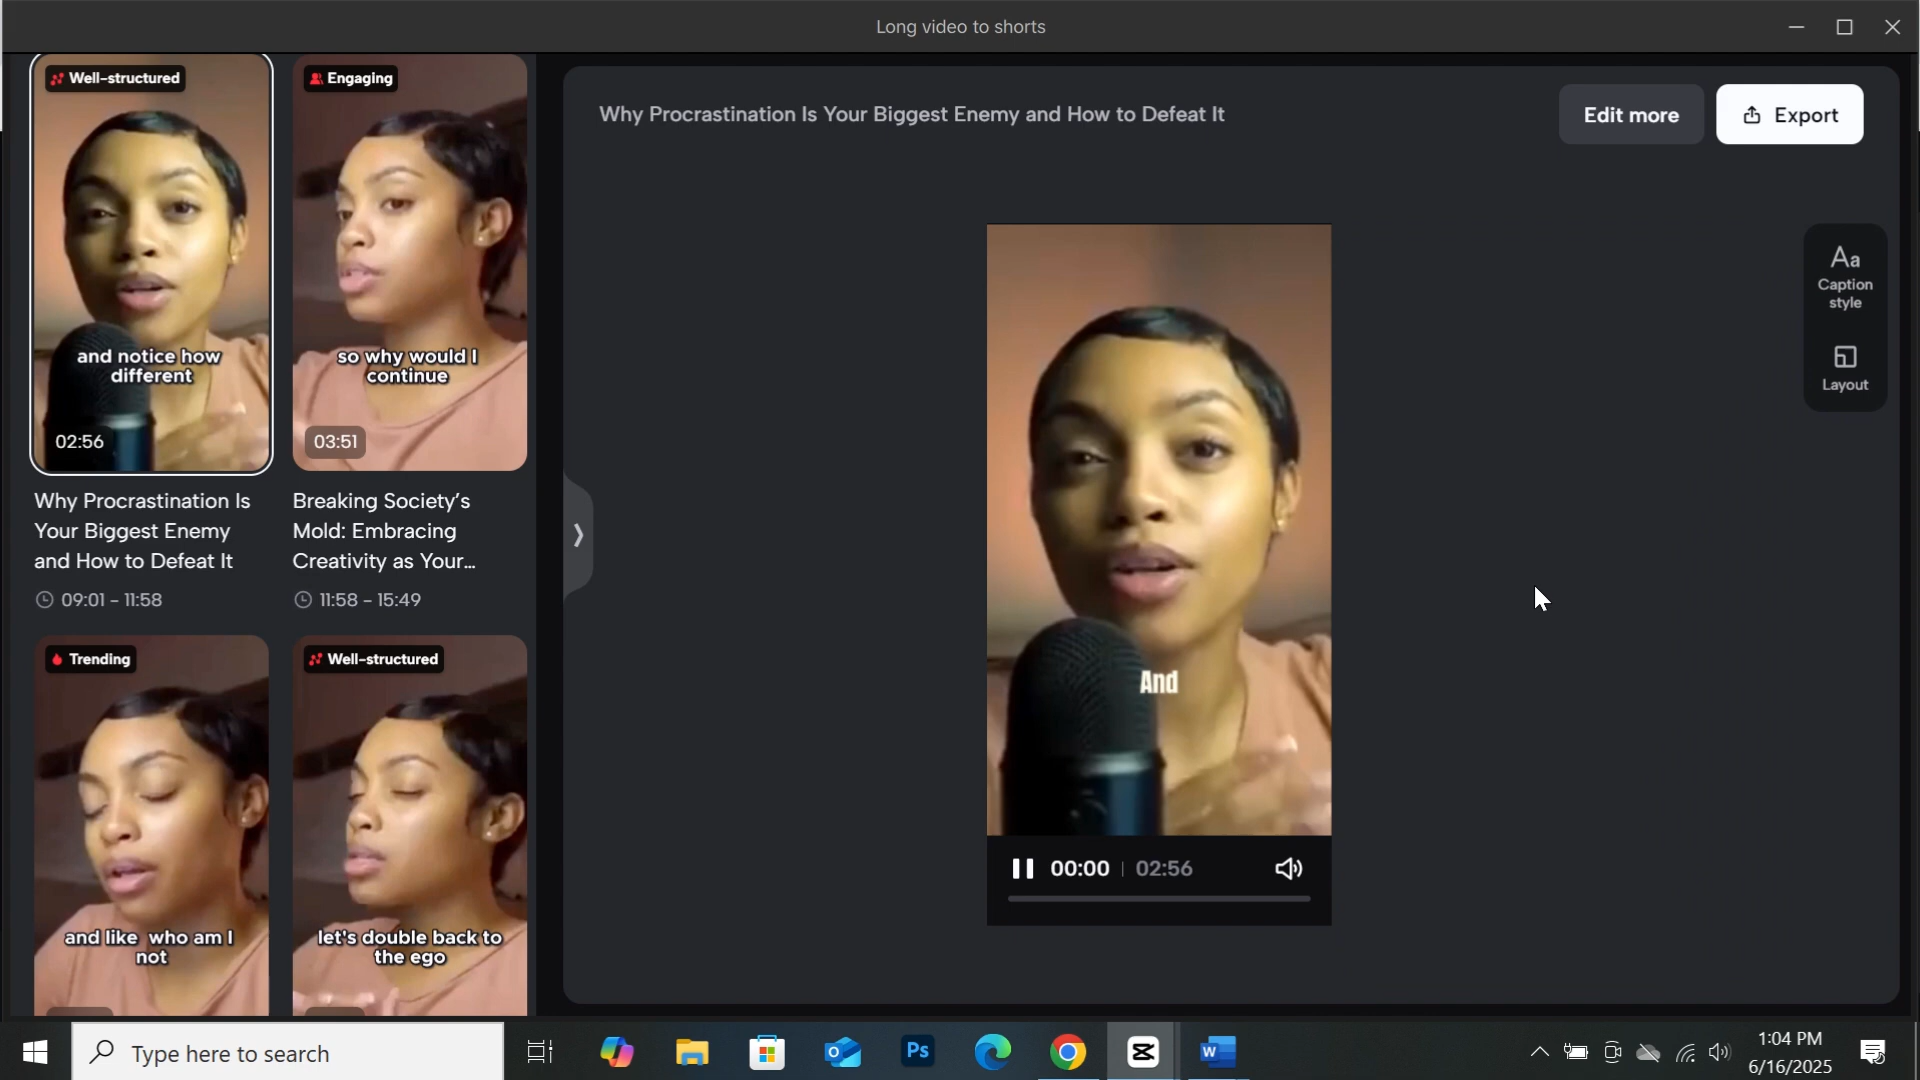 Long video to shorts
Well-structured
and notice how
different
02:56
Why Procrastination Is
Your Biggest Enemy
and How to Defeat It
09:01 - 11:58
Engaging
so why would I
continue
03:51
Breaking Society's
Mold: Embracing
Creativity as Your...
11:58 - 15:49
Trending
and like who am I
not
Well-structured
let's double back to
the ego
Why Procrastination Is Your Biggest Enemy and How to Defeat It
Edit more
Export
And
00:00 | 02:56
Aa
Caption
style
Layout
Type here to search
Ps
W
1:04 PM
6/16/2025